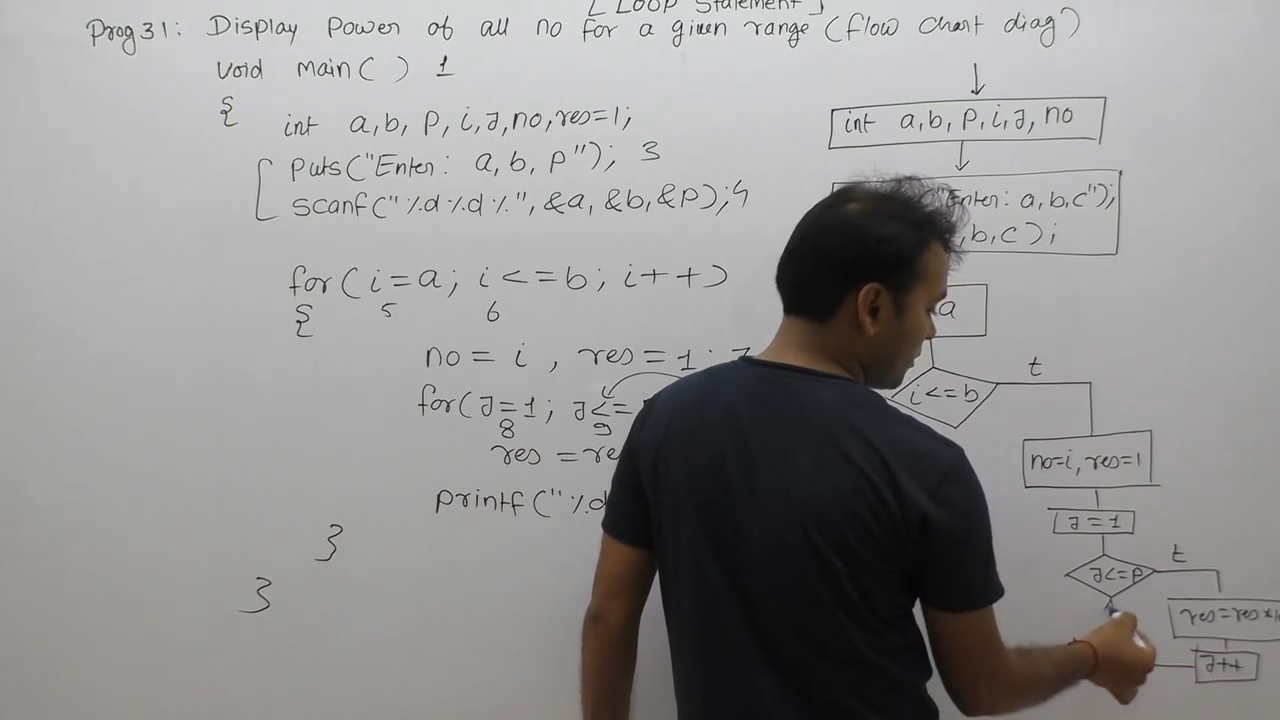 [ Loop Statement ]
Prog 31: Display Power of all no for a given range (flow chart diag)
void main( ) 1
{
int a,b, P, i,J,no,res=1;
puts("Enter: a, b, P"); 3
scanf("%d%d%", &a, &b, &P); 4
for( i=a; i<=b; i++)
5 6
{
no = i , res = 1 ; 7
for( J=1; J<=
8 9
res =re
printf("%d
}
}
int a,b, P, i, J, no
"Enter: a,b,c");
,b,c);
a
i<=b
t
no=i, res=1
J=1
J<=P
t
res=res*
J++